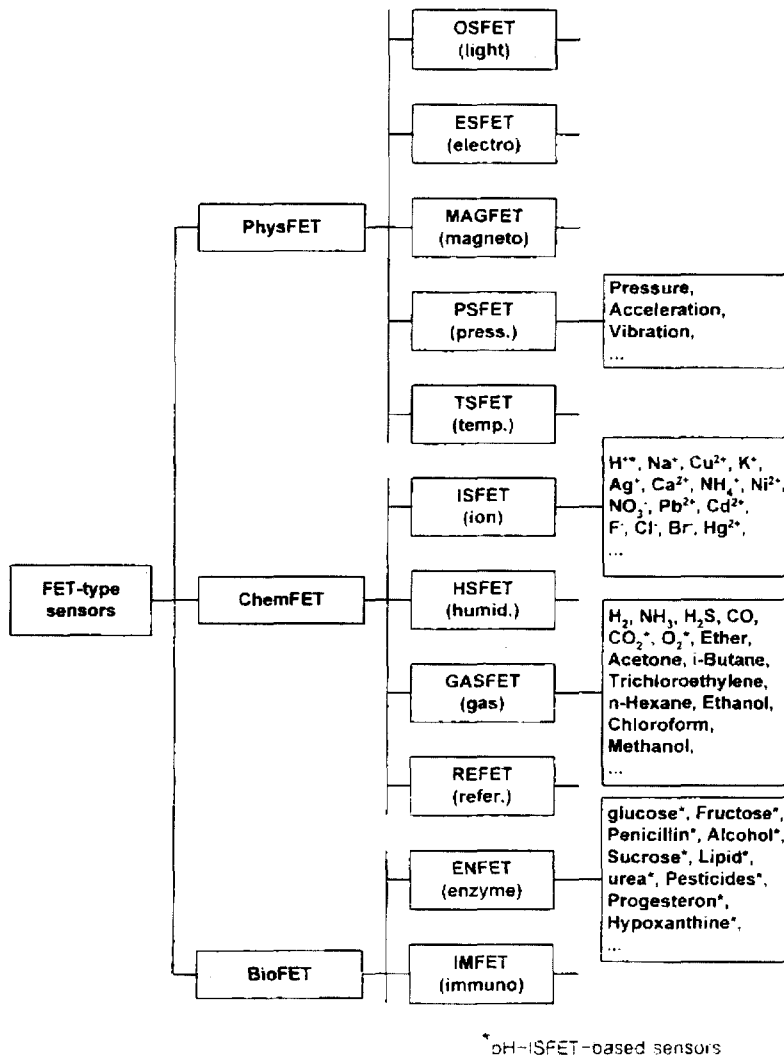 OSFET
(light)
ESFET
(electro)
PhysFET
MAGFET
(magneto)
PSFET
(press.)
Pressure,
Acceleration,
Vibration,
...
TSFET
(temp.)
FET-type
sensors
ChemFET
ISFET
(ion)
H⁺*, Na⁺, Cu²⁺, K⁺,
Ag⁺, Ca²⁺, NH₄⁺, Ni²⁺,
NO₃⁻, Pb²⁺, Cd²⁺,
F⁻, Cl⁻, Br⁻, Hg²⁺,
...
HSFET
(humid.)
GASFET
(gas)
H₂, NH₃, H₂S, CO,
CO₂*, O₂*, Ether,
Acetone, i-Butane,
Trichloroethylene,
n-Hexane, Ethanol,
Chloroform,
Methanol,
...
REFET
(refer.)
BioFET
ENFET
(enzyme)
glucose*, Fructose*,
Penicillin*, Alcohol*,
Sucrose*, Lipid*,
urea*, Pesticides*,
Progesteron*,
Hypoxanthine*,
...
IMFET
(immuno)
*pH-ISFET-based sensors